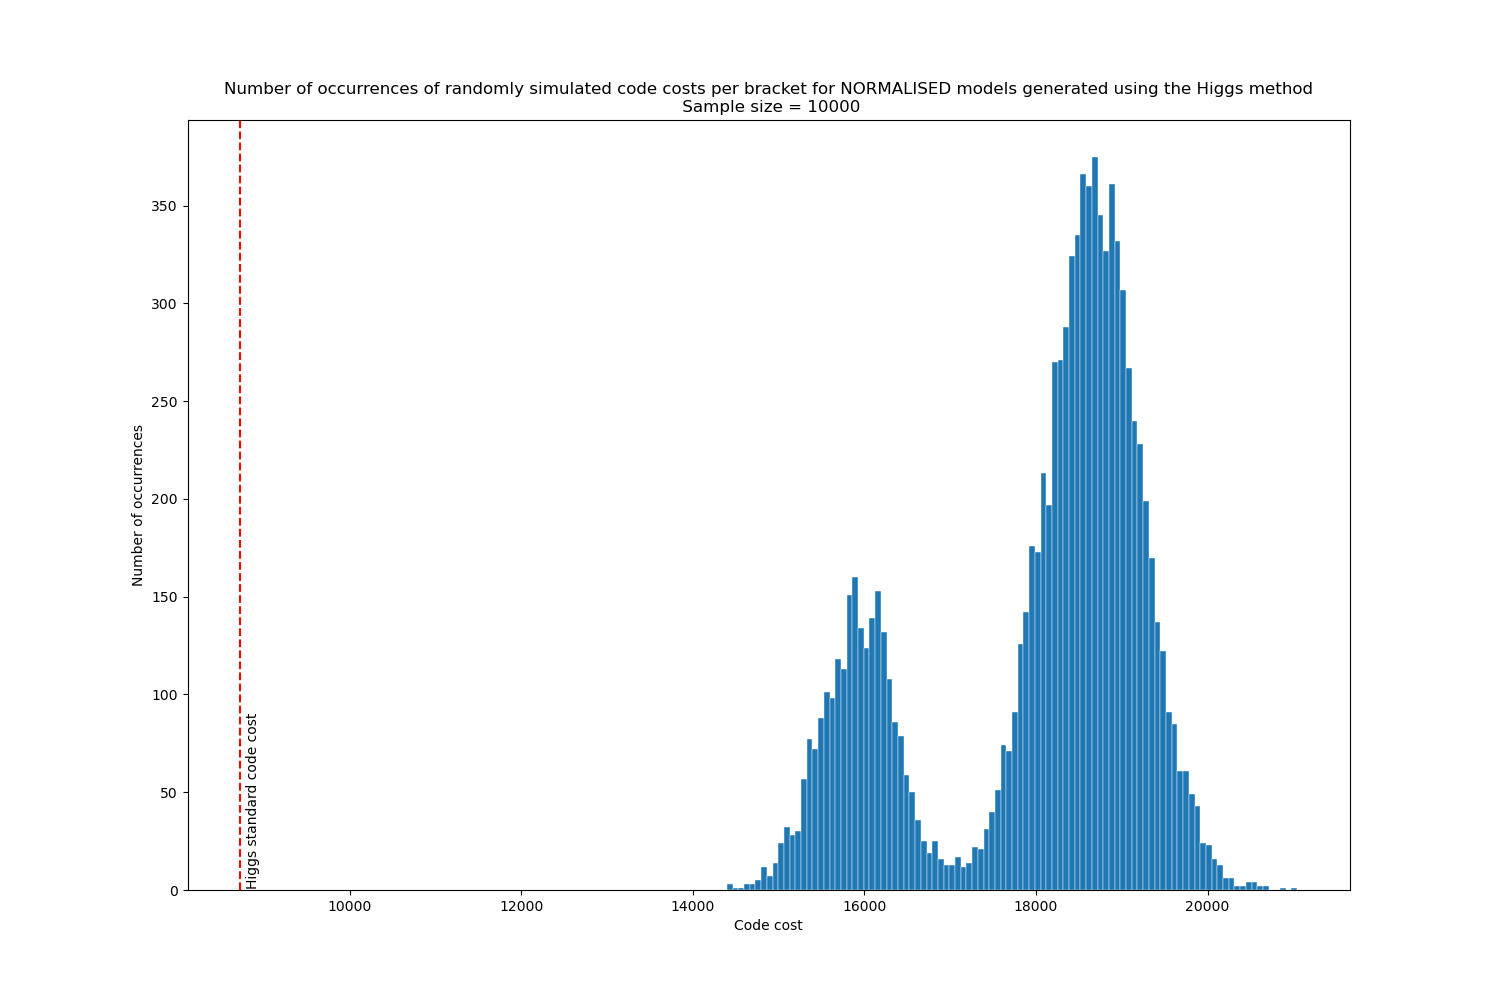 Number of occurrences of randomly simulated code costs per bracket for NORMALISED models generated using the Higgs method
Sample size = 10000
Number of occurrences
350
300
250
200
150
100
50
0
Higgs standard code cost
10000
12000
14000
16000
18000
20000
Code cost